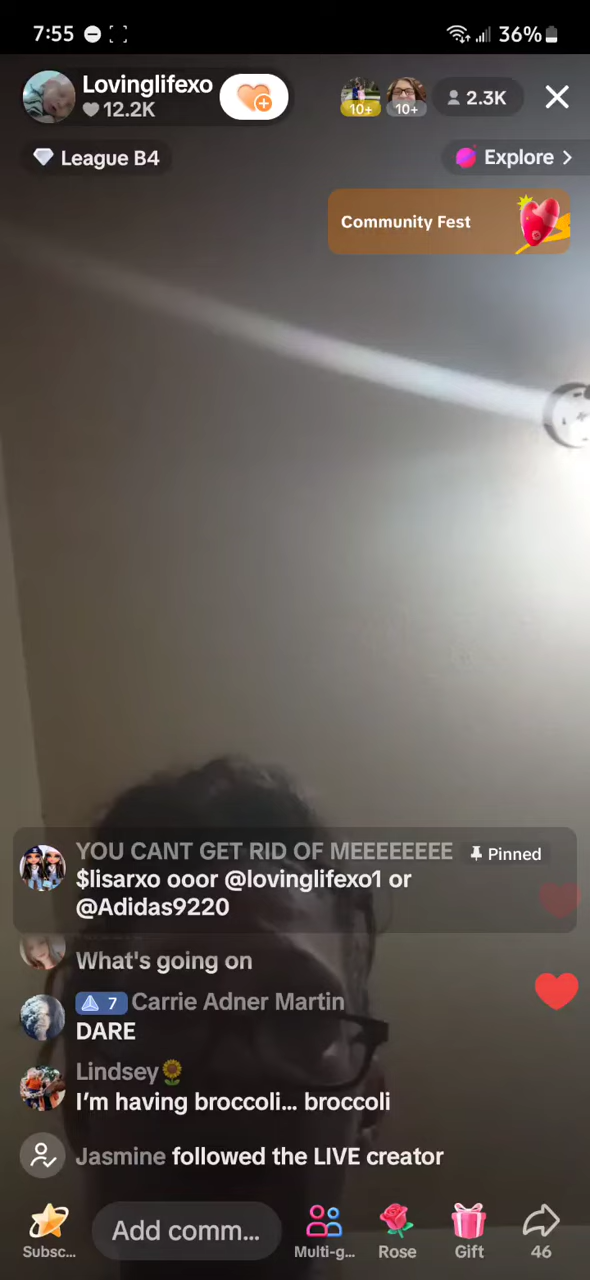 7:55
36%
Lovinglifexo
12.2K
10+
10+
2.3K
League B4
Explore
Community Fest
YOU CANT GET RID OF MEEEEEEEE
Pinned
$lisarxo ooor @lovinglifexo1 or
@Adidas9220
What's going on
7 Carrie Adner Martin
DARE
Lindsey🌻
I'm having broccoli... broccoli
Jasmine followed the LIVE creator
Subsc...
Add comm...
Multi-g...
Rose
Gift
46